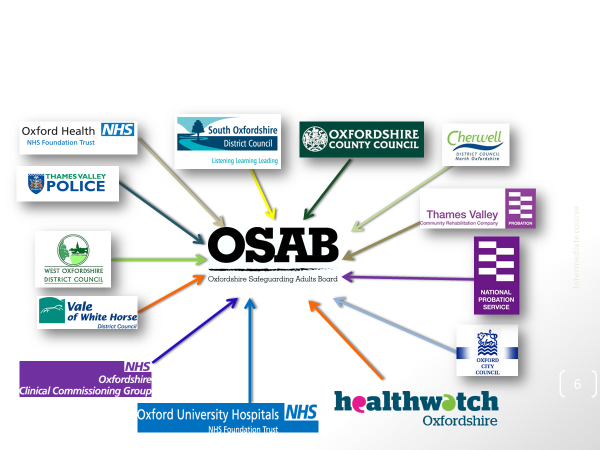 Oxford Health NHS
NHS Foundation Trust
South Oxfordshire
District Council
Listening Learning Leading
OXFORDSHIRE
COUNTY COUNCIL
Cherwell
DISTRICT COUNCIL
North Oxfordshire
THAMES VALLEY
POLICE
Thames Valley
Community Rehabilitation Company
PROBATION
OSAB
Oxfordshire Safeguarding Adults Board
WEST OXFORDSHIRE
DISTRICT COUNCIL
NATIONAL
PROBATION
SERVICE
Vale
of White Horse
District Council
OXFORD
CITY
COUNCIL
NHS
Oxfordshire
Clinical Commissioning Group
Oxford University Hospitals NHS
NHS Foundation Trust
healthwatch
Oxfordshire
Intermediate course
6